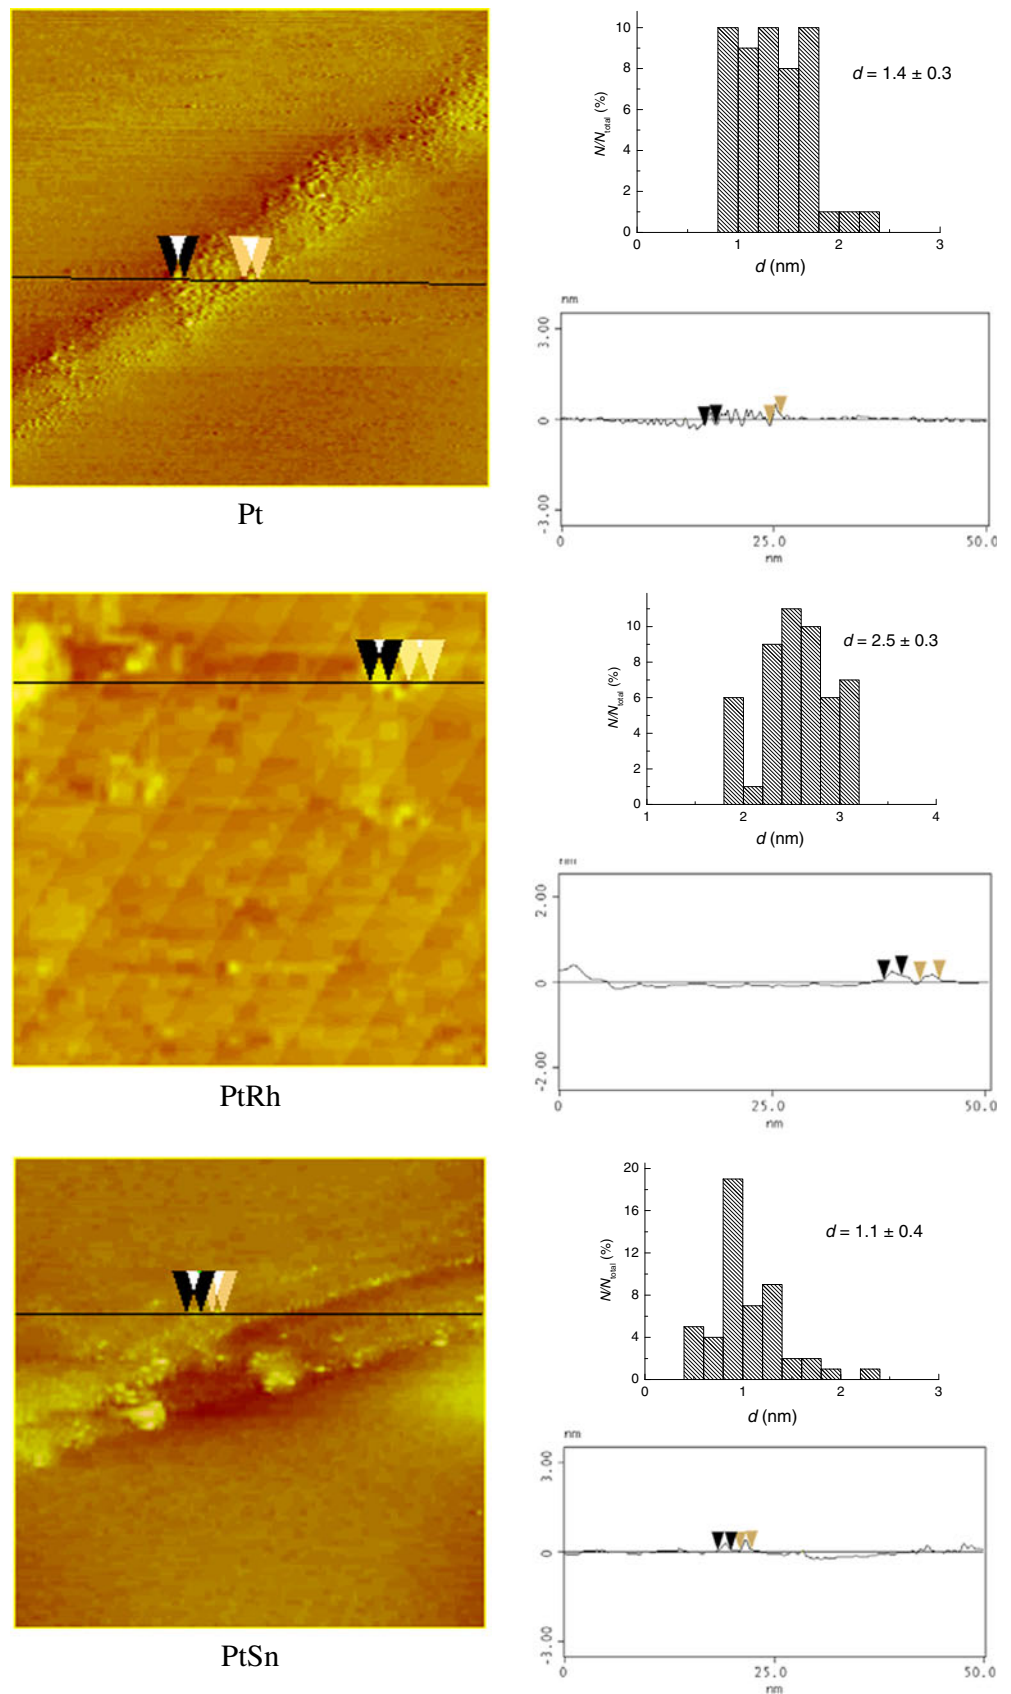 10
8
6
4
2
0
N/Ntotal (%)
d = 1.4 ± 0.3
0 1 2 3
d (nm)
nm
3.00
0
-3.00
0 25.0 50.0
nm
Pt
10
8
6
4
2
0
N/Ntotal (%)
d = 2.5 ± 0.3
1 2 3 4
d (nm)
nm
2.00
0
-2.00
0 25.0 50.0
nm
PtRh
20
16
12
8
4
0
N/Ntotal (%)
d = 1.1 ± 0.4
0 1 2 3
d (nm)
nm
3.00
0
-3.00
0 25.0 50.0
nm
PtSn